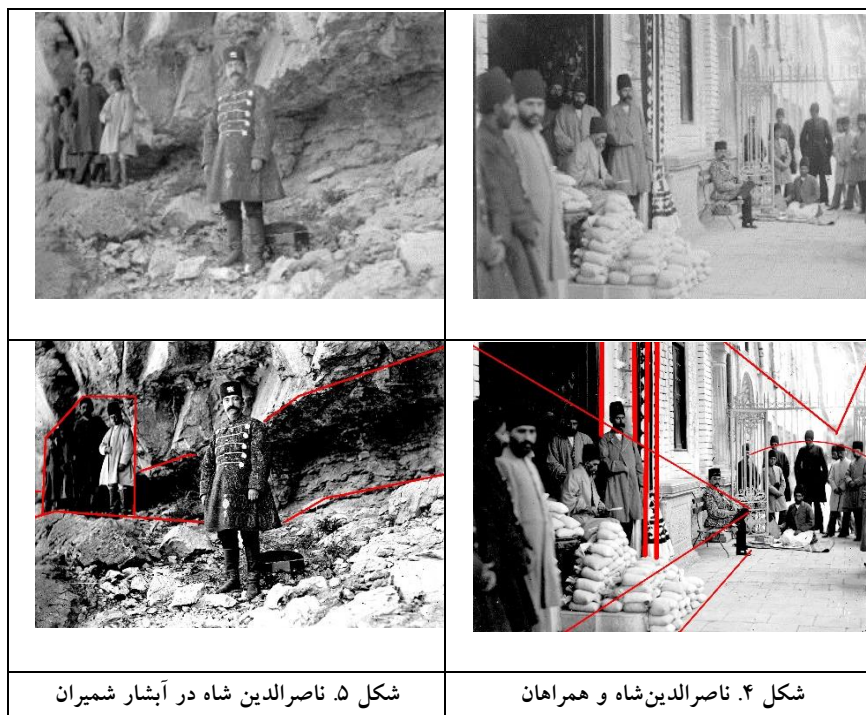 شکل ۴. ناصرالدین‌شاه و همراهان
شکل ۵. ناصرالدین شاه در آبشار شمیران